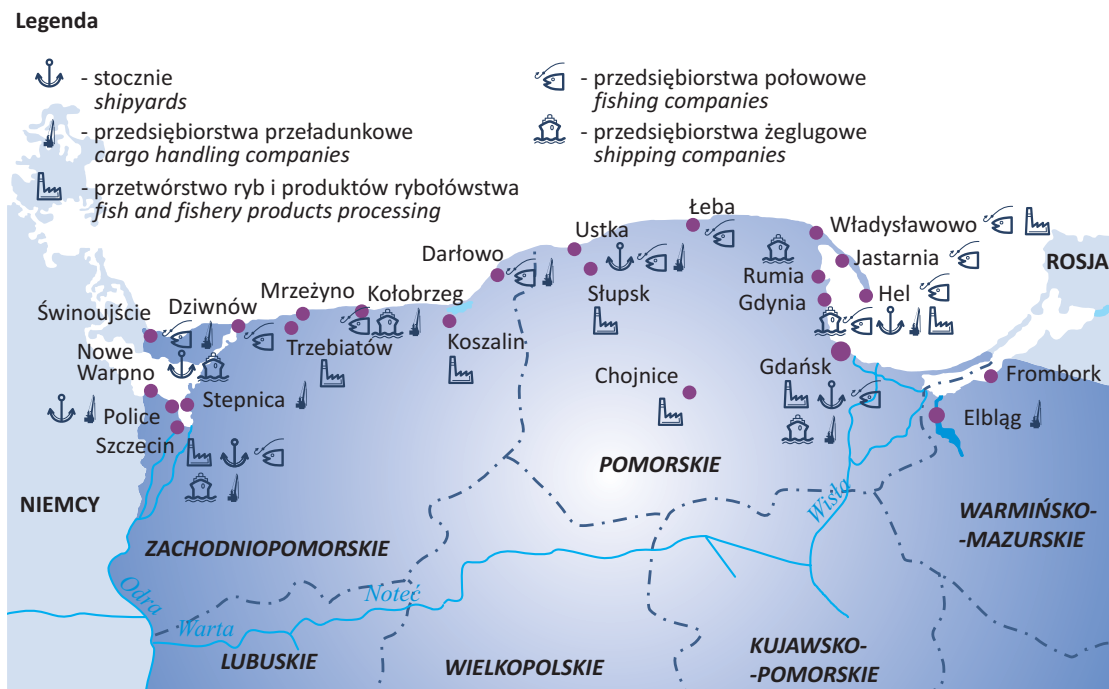 Legenda
- stocznie
shipyards
- przedsiębiorstwa przeładunkowe
cargo handling companies
- przetwórstwo ryb i produktów rybołówstwa
fish and fishery products processing
- przedsiębiorstwa połowowe
fishing companies
- przedsiębiorstwa żeglugowe
shipping companies
Łeba
Ustka
Władysławowo
Darłowo
Jastarnia
ROSJA
Rumia
Słupsk
Hel
Mrzeżyno
Kołobrzeg
Gdynia
Świnoujście
Dziwnów
Koszalin
Trzebiatów
Nowe
Warpno
Gdańsk
Chojnice
Frombork
Stepnica
Police
Elbląg
Szczecin
POMORSKIE
NIEMCY
Wisła
WARMIŃSKO-
-MAZURSKIE
ZACHODNIOPOMORSKIE
Odra
Noteć
Warta
LUBUSKIE
WIELKOPOLSKIE
KUJAWSKO-
-POMORSKIE